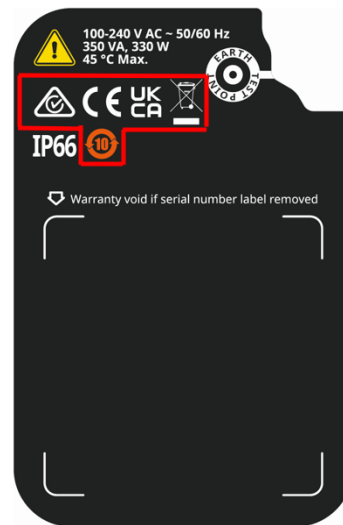 100-240 V AC ~ 50/60 Hz
350 VA, 330 W
45 °C Max.
EARTH TEST POINT
CE UK CA
IP66 10
Warranty void if serial number label removed